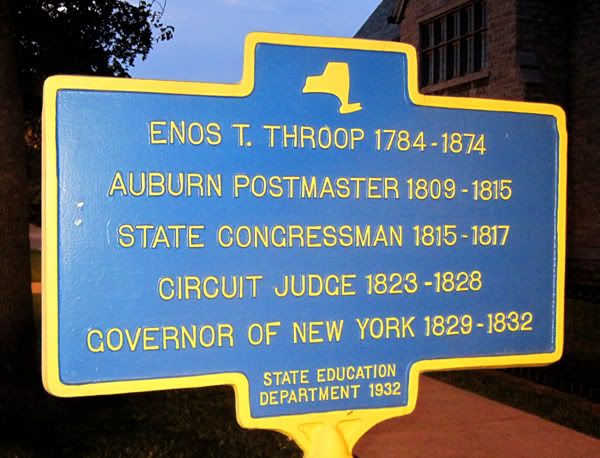 ENOS T. THROOP 1784-1874
AUBURN POSTMASTER 1809-1815
STATE CONGRESSMAN 1815-1817
CIRCUIT JUDGE 1823-1828
GOVERNOR OF NEW YORK 1829-1832
STATE EDUCATION
DEPARTMENT 1932